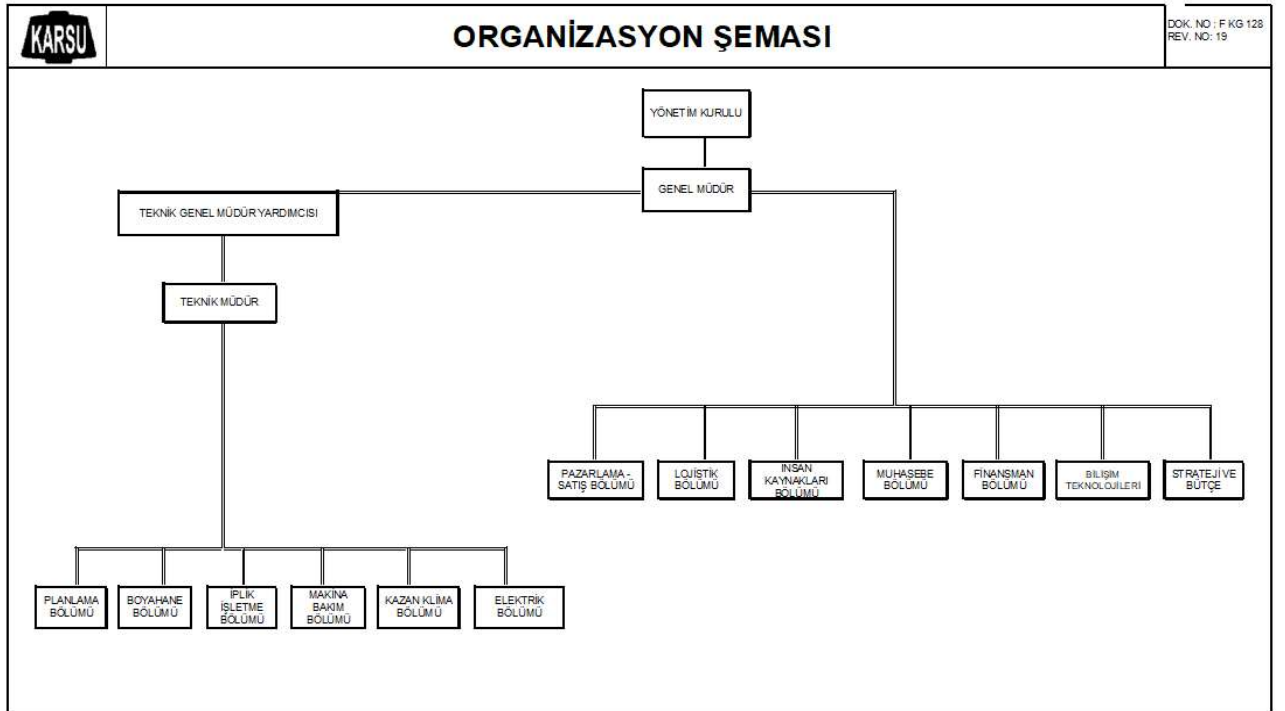 KARSU
ORGANİZASYON ŞEMASI
DOK. NO : F KG 128
REV. NO: 19
YÖNETİM KURULU
GENEL MÜDÜR
TEKNİK GENEL MÜDÜR YARDIMCISI
TEKNİK MÜDÜR
PAZARLAMA -
SATIŞ BÖLÜMÜ
LOJİSTİK
BÖLÜMÜ
INSAN
KAYNAKLARI
BÖLÜMÜ
MUHASEBE
BÖLÜMÜ
FİNANSMAN
BÖLÜMÜ
BİLİŞİM
TEKNOLOJİLERİ
STRATEJİ VE
BÜTÇE
PLANLAMA
BÖLÜMÜ
BOYAHANE
BÖLÜMÜ
İPLİK
İŞLETME
BÖLÜMÜ
MAKİNA
BAKIM
BÖLÜMÜ
KAZAN KLİMA
BÖLÜMÜ
ELEKTRİK
BÖLÜMÜ